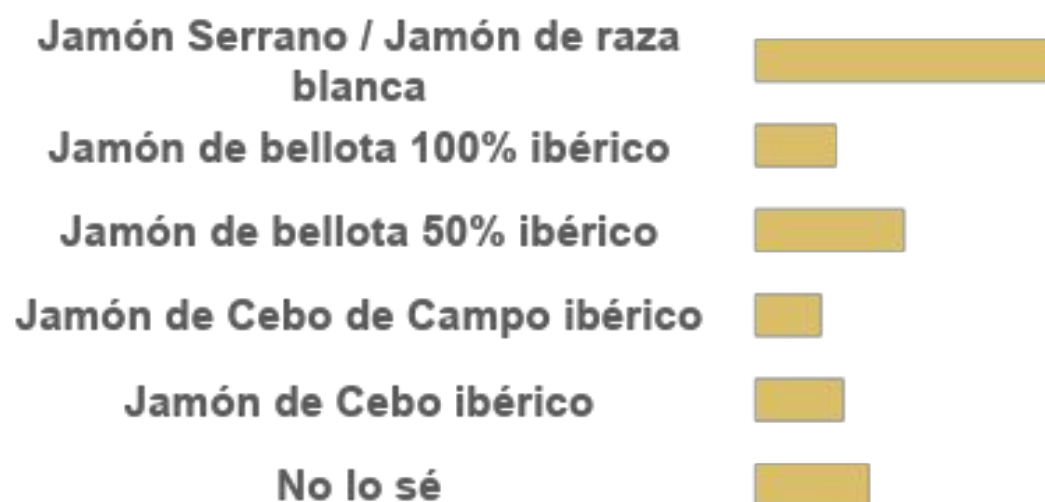 Jamón Serrano / Jamón de raza
blanca
Jamón de bellota 100% ibérico
Jamón de bellota 50% ibérico
Jamón de Cebo de Campo ibérico
Jamón de Cebo ibérico
No lo sé